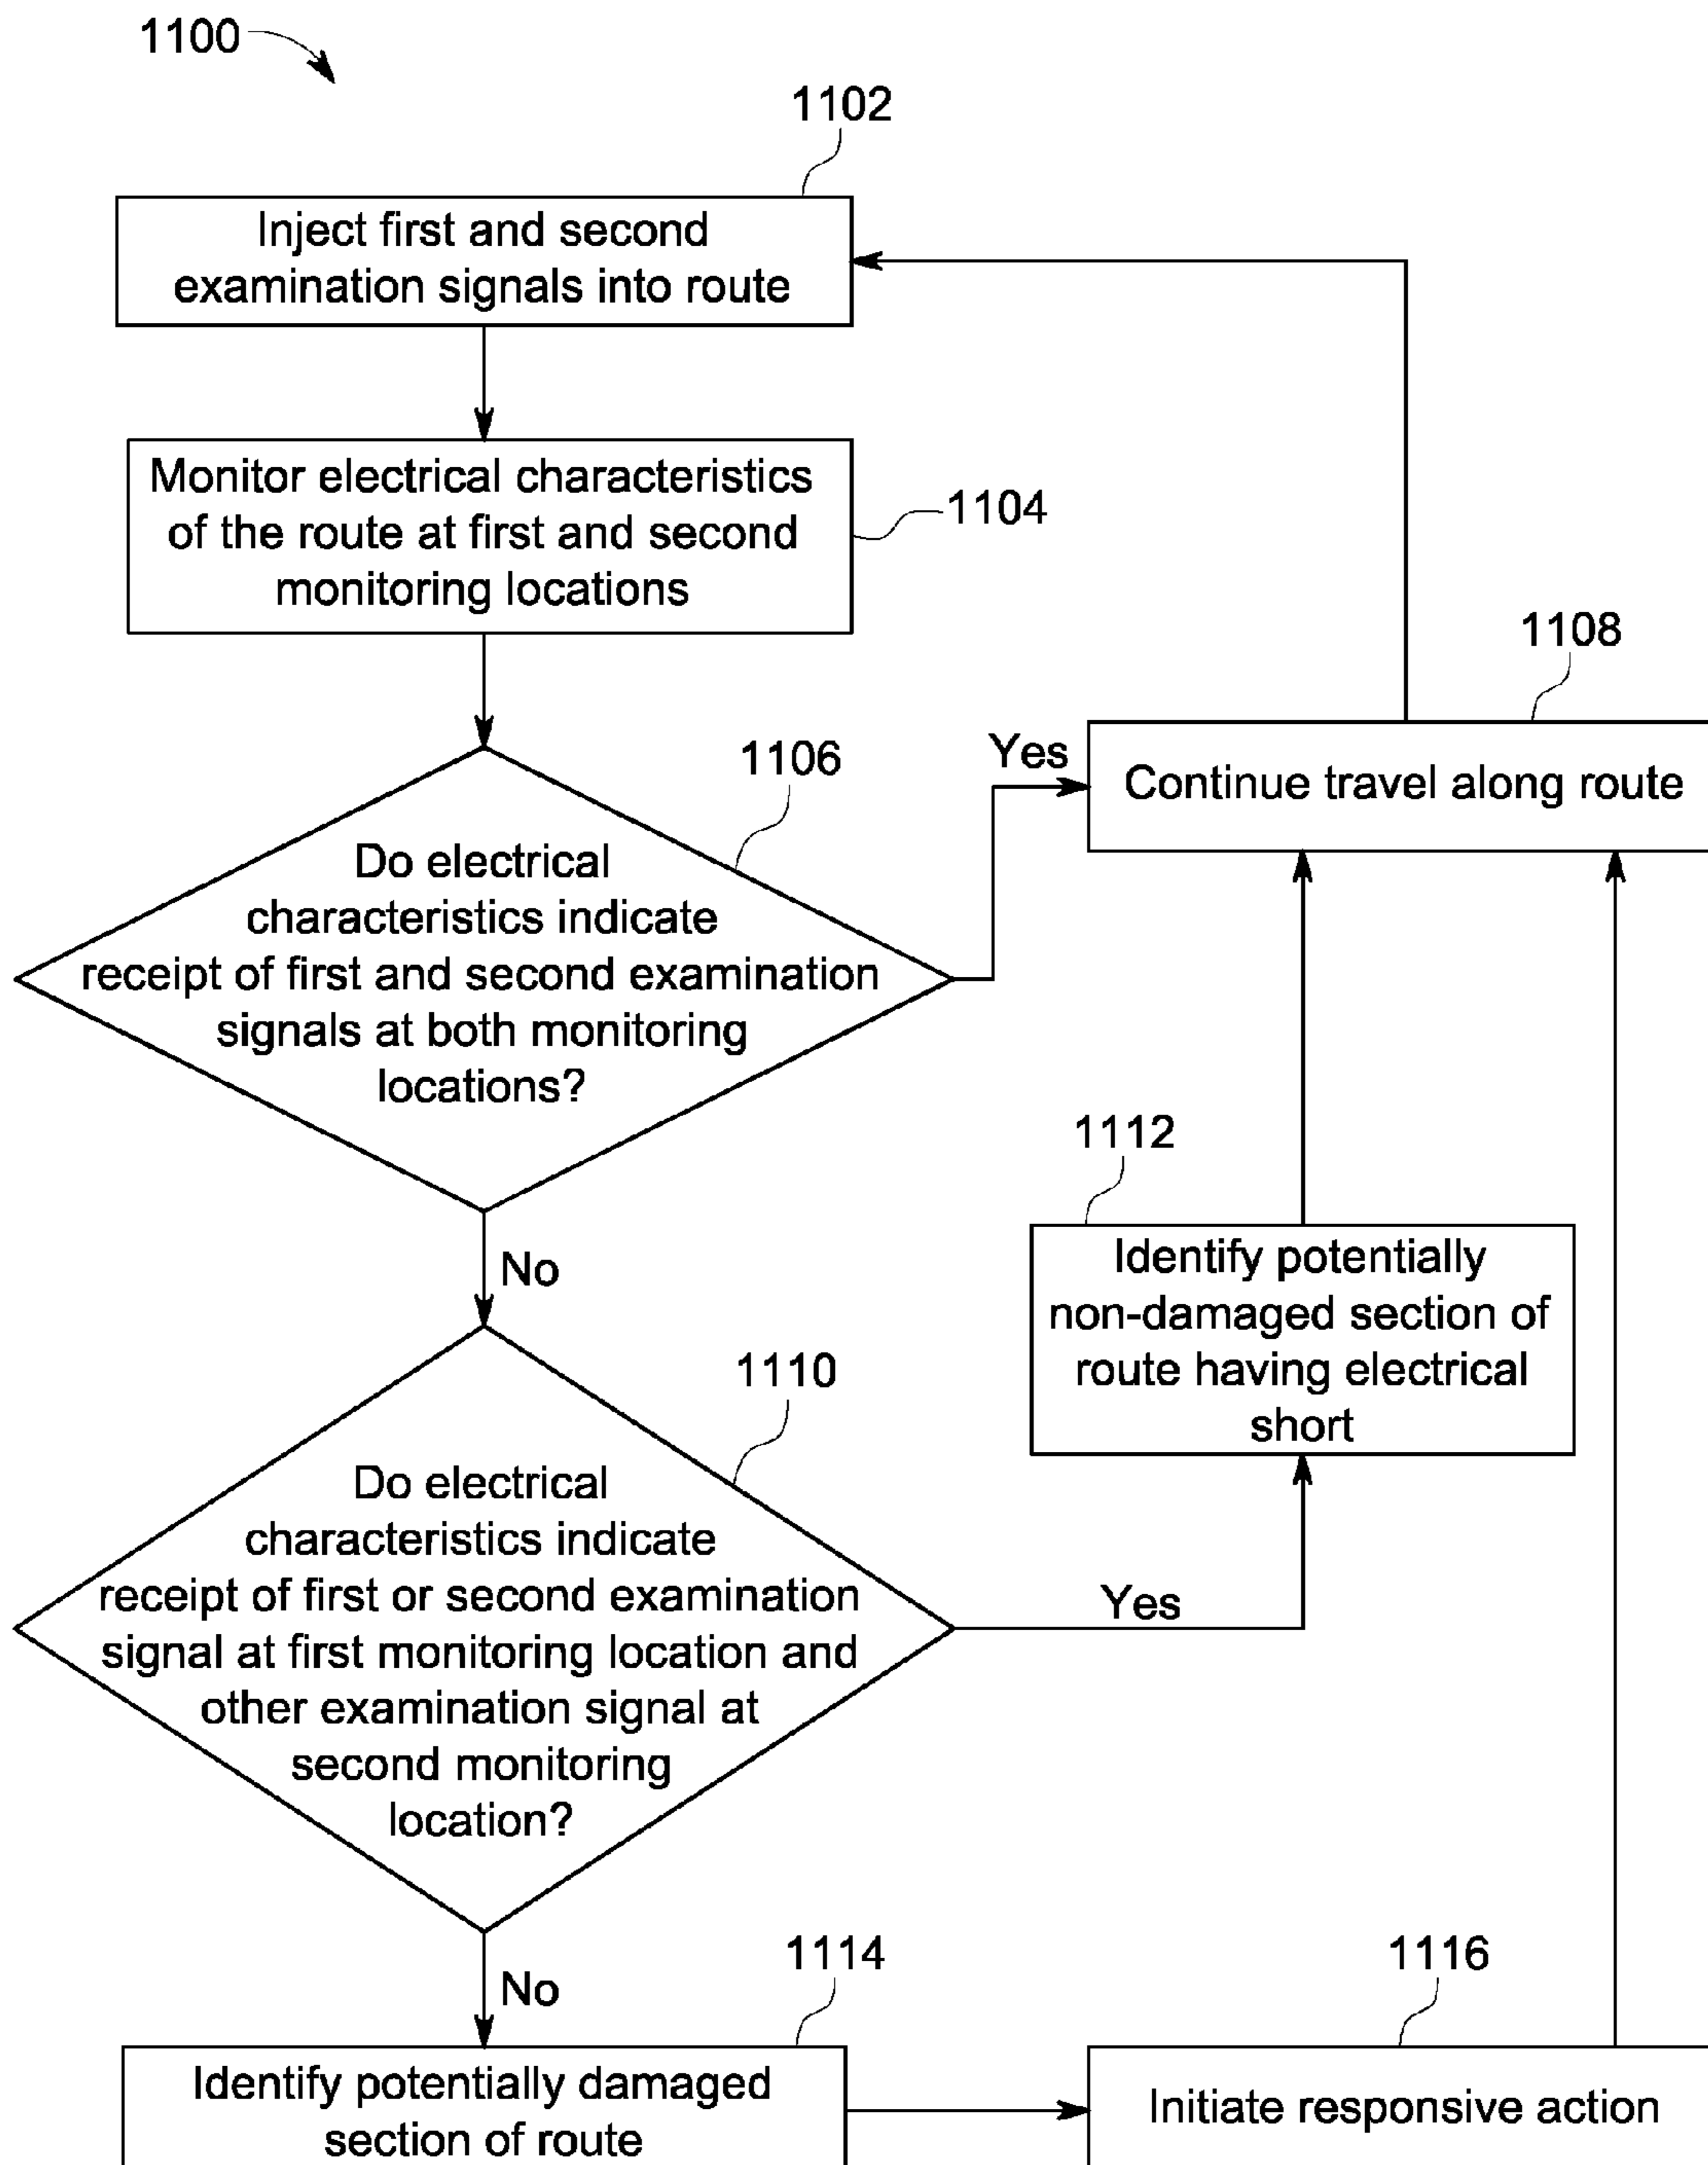 1100
1102
Inject first and second
examination signals into route
Monitor electrical characteristics
of the route at first and second
monitoring locations
1104
1108
Continue travel along route
1106
Yes
Do electrical
characteristics indicate
receipt of first and second examination
signals at both monitoring
locations?
No
1112
Identify potentially
non-damaged section of
route having electrical
short
1110
Do electrical
characteristics indicate
receipt of first or second examination
signal at first monitoring location and
other examination signal at
second monitoring
location?
Yes
No
1114
Identify potentially damaged
section of route
1116
Initiate responsive action